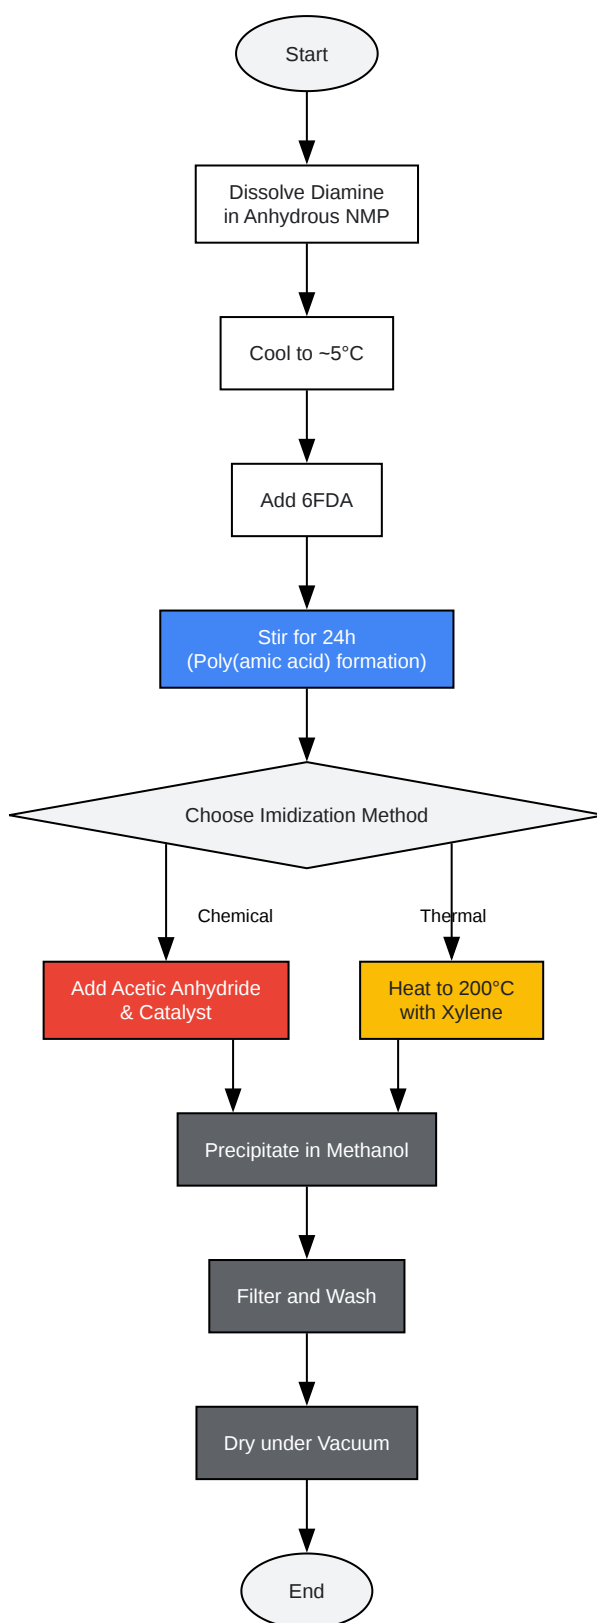 Start
Dissolve Diamine
in Anhydrous NMP
Cool to ~5°C
Add 6FDA
Stir for 24h
(Poly(amic acid) formation)
Choose Imidization Method
Chemical
Thermal
Add Acetic Anhydride
& Catalyst
Heat to 200°C
with Xylene
Precipitate in Methanol
Filter and Wash
Dry under Vacuum
End